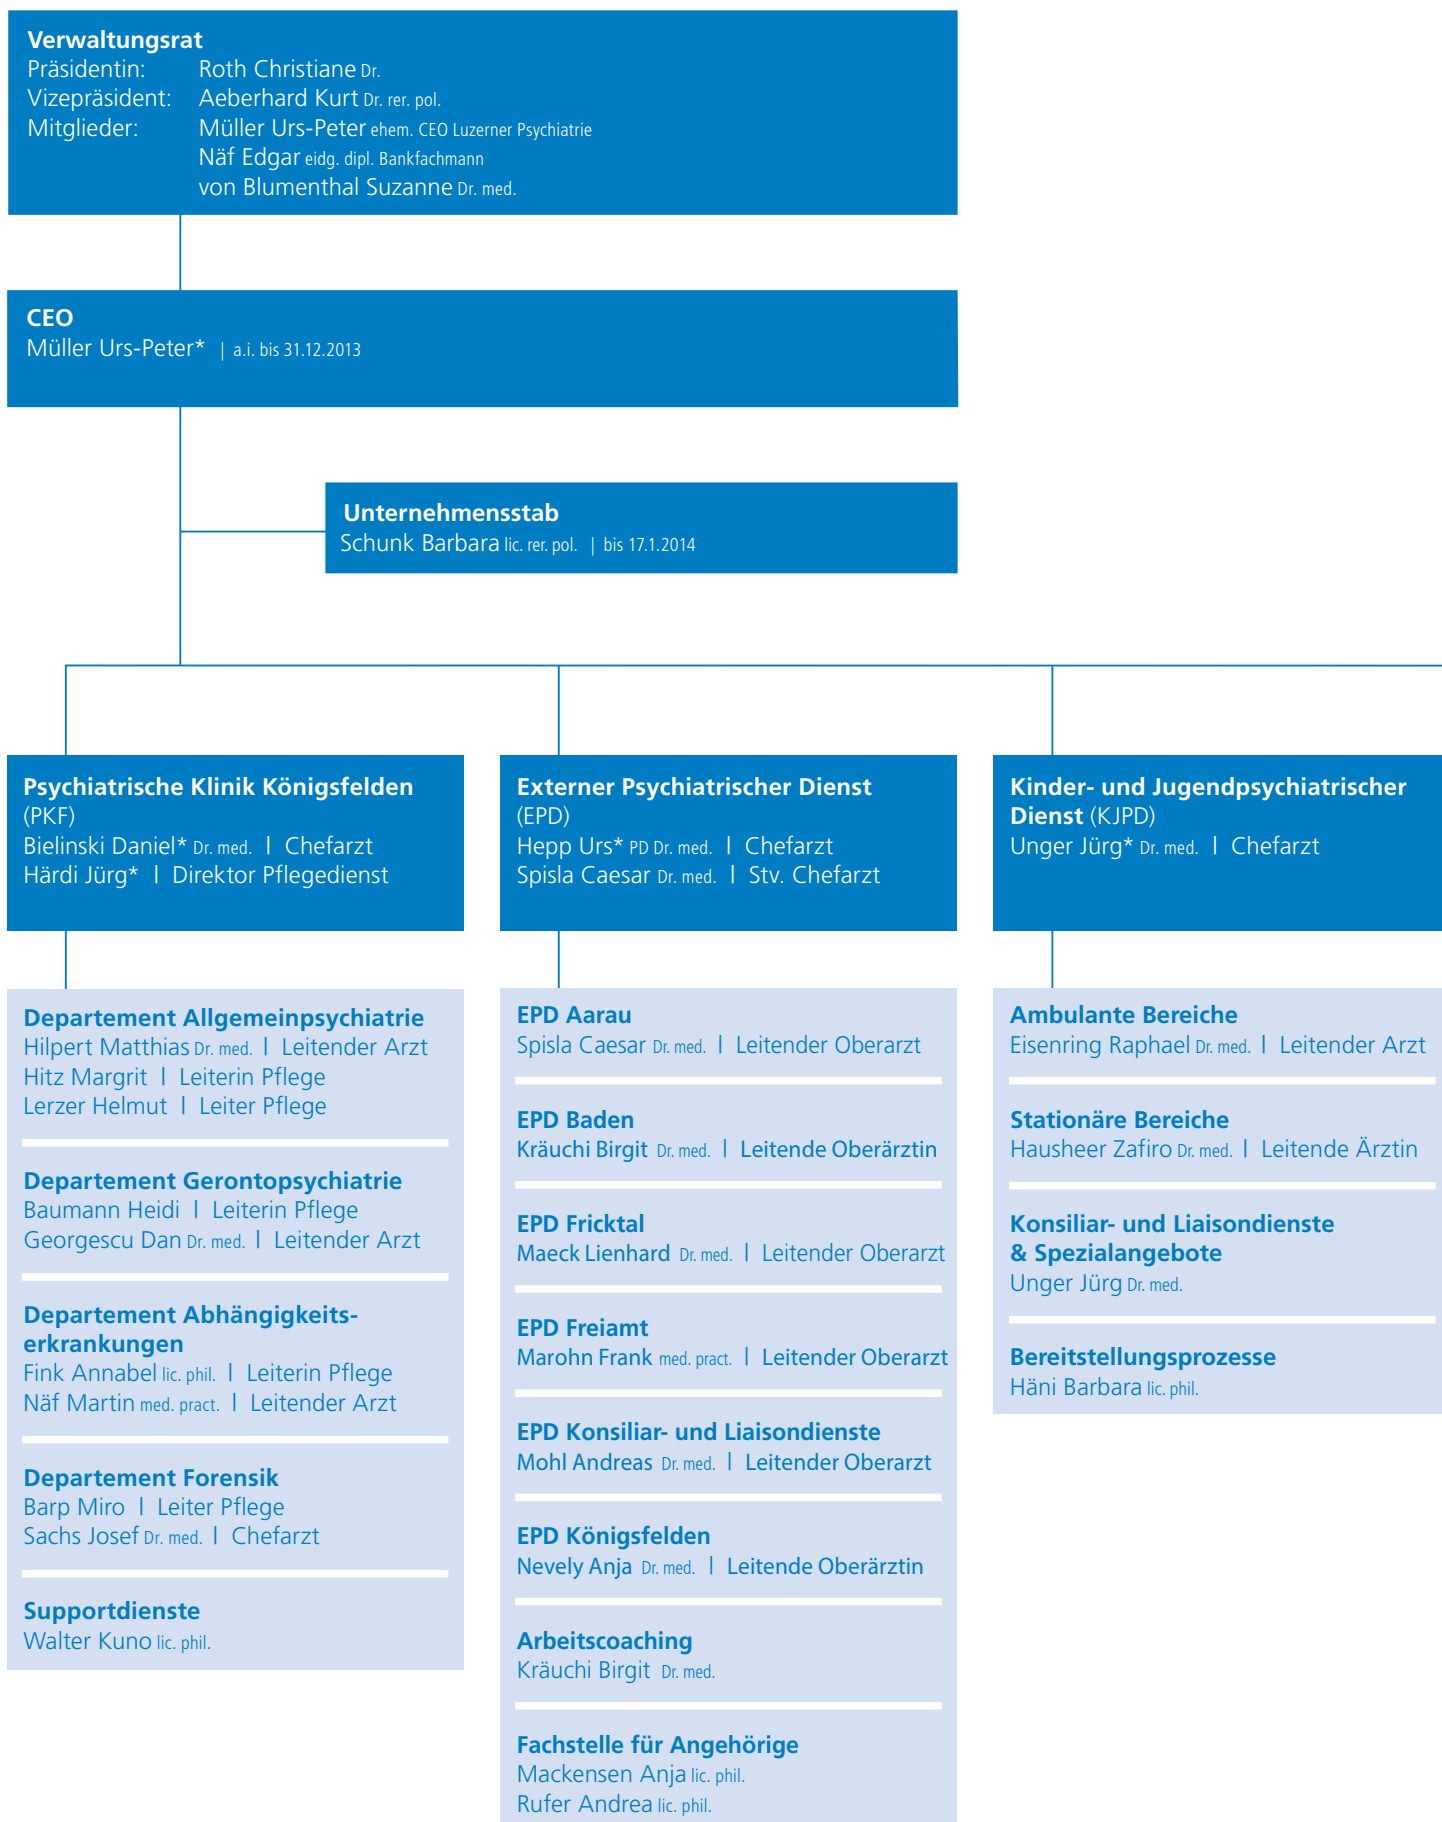 Verwaltungsrat
Präsidentin: Roth Christiane Dr.
Vizepräsident: Aeberhard Kurt Dr. rer. pol.
Mitglieder: Müller Urs-Peter ehem. CEO Luzerner Psychiatrie
Näf Edgar eidg. dipl. Bankfachmann
von Blumenthal Suzanne Dr. med.
CEO
Müller Urs-Peter* | a.i. bis 31.12.2013
Unternehmensstab
Schunk Barbara lic. rer. pol. | bis 17.1.2014
Psychiatrische Klinik Königsfelden
(PKF)
Bielinski Daniel* Dr. med. l Chefarzt
Härdi Jürg* l Direktor Pflegedienst
Externer Psychiatrischer Dienst
(EPD)
Hepp Urs* PD Dr. med. l Chefarzt
Spisla Caesar Dr. med. l Stv. Chefarzt
Kinder- und Jugendpsychiatrischer
Dienst (KJPD)
Unger Jürg* Dr. med. l Chefarzt
Departement Allgemeinpsychiatrie
Hilpert Matthias Dr. med. l Leitender Arzt
Hitz Margrit l Leiterin Pflege
Lerzer Helmut l Leiter Pflege
Departement Gerontopsychiatrie
Baumann Heidi l Leiterin Pflege
Georgescu Dan Dr. med. l Leitender Arzt
Departement Abhängigkeits-
erkrankungen
Fink Annabel lic. phil. l Leiterin Pflege
Näf Martin med. pract. l Leitender Arzt
Departement Forensik
Barp Miro l Leiter Pflege
Sachs Josef Dr. med. l Chefarzt
Supportdienste
Walter Kuno lic. phil.
EPD Aarau
Spisla Caesar Dr. med. l Leitender Oberarzt
EPD Baden
Kräuchi Birgit Dr. med. l Leitende Oberärztin
EPD Fricktal
Maeck Lienhard Dr. med. l Leitender Oberarzt
EPD Freiamt
Marohn Frank med. pract. l Leitender Oberarzt
EPD Konsiliar- und Liaisondienste
Mohl Andreas Dr. med. l Leitender Oberarzt
EPD Königsfelden
Nevely Anja Dr. med. l Leitende Oberärztin
Arbeitscoaching
Kräuchi Birgit Dr. med.
Fachstelle für Angehörige
Mackensen Anja lic. phil.
Rufer Andrea lic. phil.
Ambulante Bereiche
Eisenring Raphael Dr. med. l Leitender Arzt
Stationäre Bereiche
Hausheer Zafiro Dr. med. l Leitende Ärztin
Konsiliar- und Liaisondienste
& Spezialangebote
Unger Jürg Dr. med.
Bereitstellungsprozesse
Häni Barbara lic. phil.